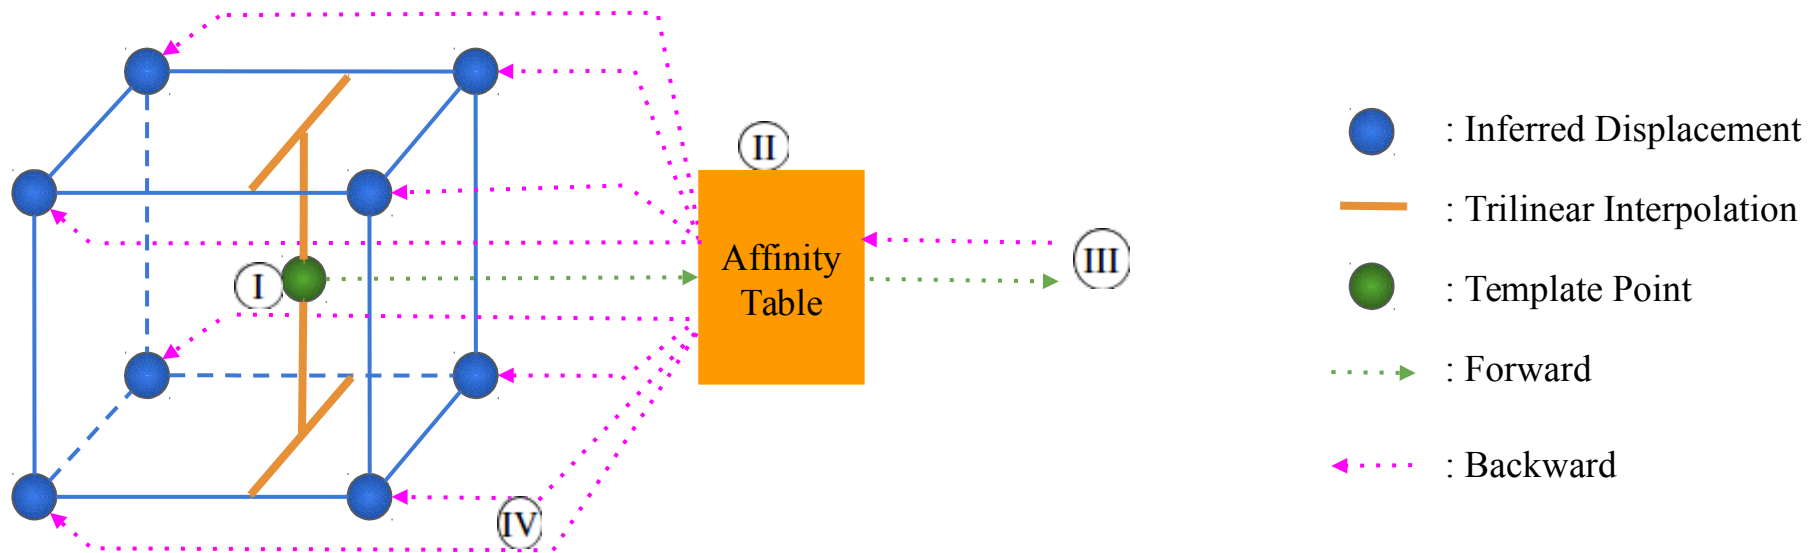 II
Affinity
Table
I
III
IV
: Inferred Displacement
: Trilinear Interpolation
: Template Point
: Forward
: Backward